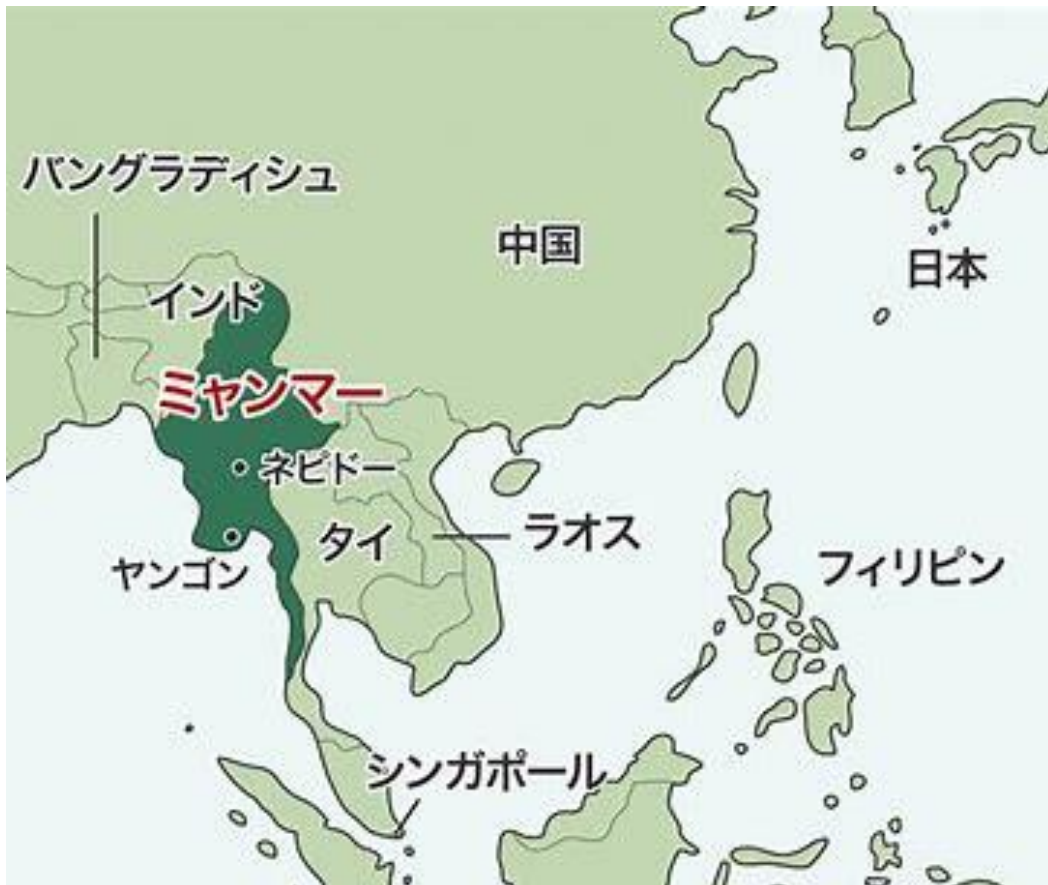 バングラディシュ
中国
日本
インド
ミャンマー
ネピドー
タイ
ラオス
ヤンゴン
フィリピン
シンガポール